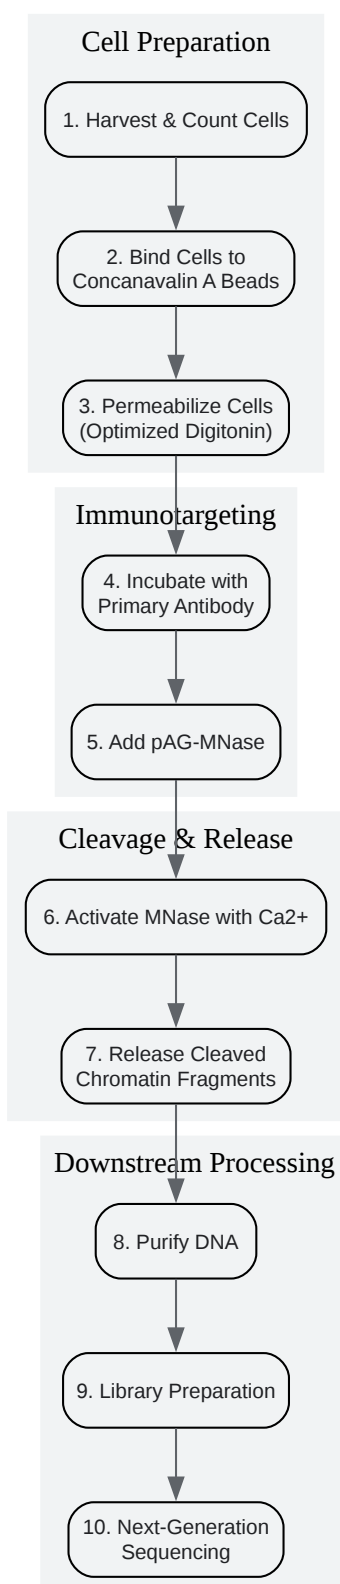 Cell Preparation
1. Harvest & Count Cells
2. Bind Cells to
Concanavalin A Beads
3. Permeabilize Cells
(Optimized Digitonin)
Immunotargeting
4. Incubate with
Primary Antibody
5. Add pAG-MNase
Cleavage & Release
6. Activate MNase with Ca2+
7. Release Cleaved
Chromatin Fragments
Downstream Processing
8. Purify DNA
9. Library Preparation
10. Next-Generation
Sequencing